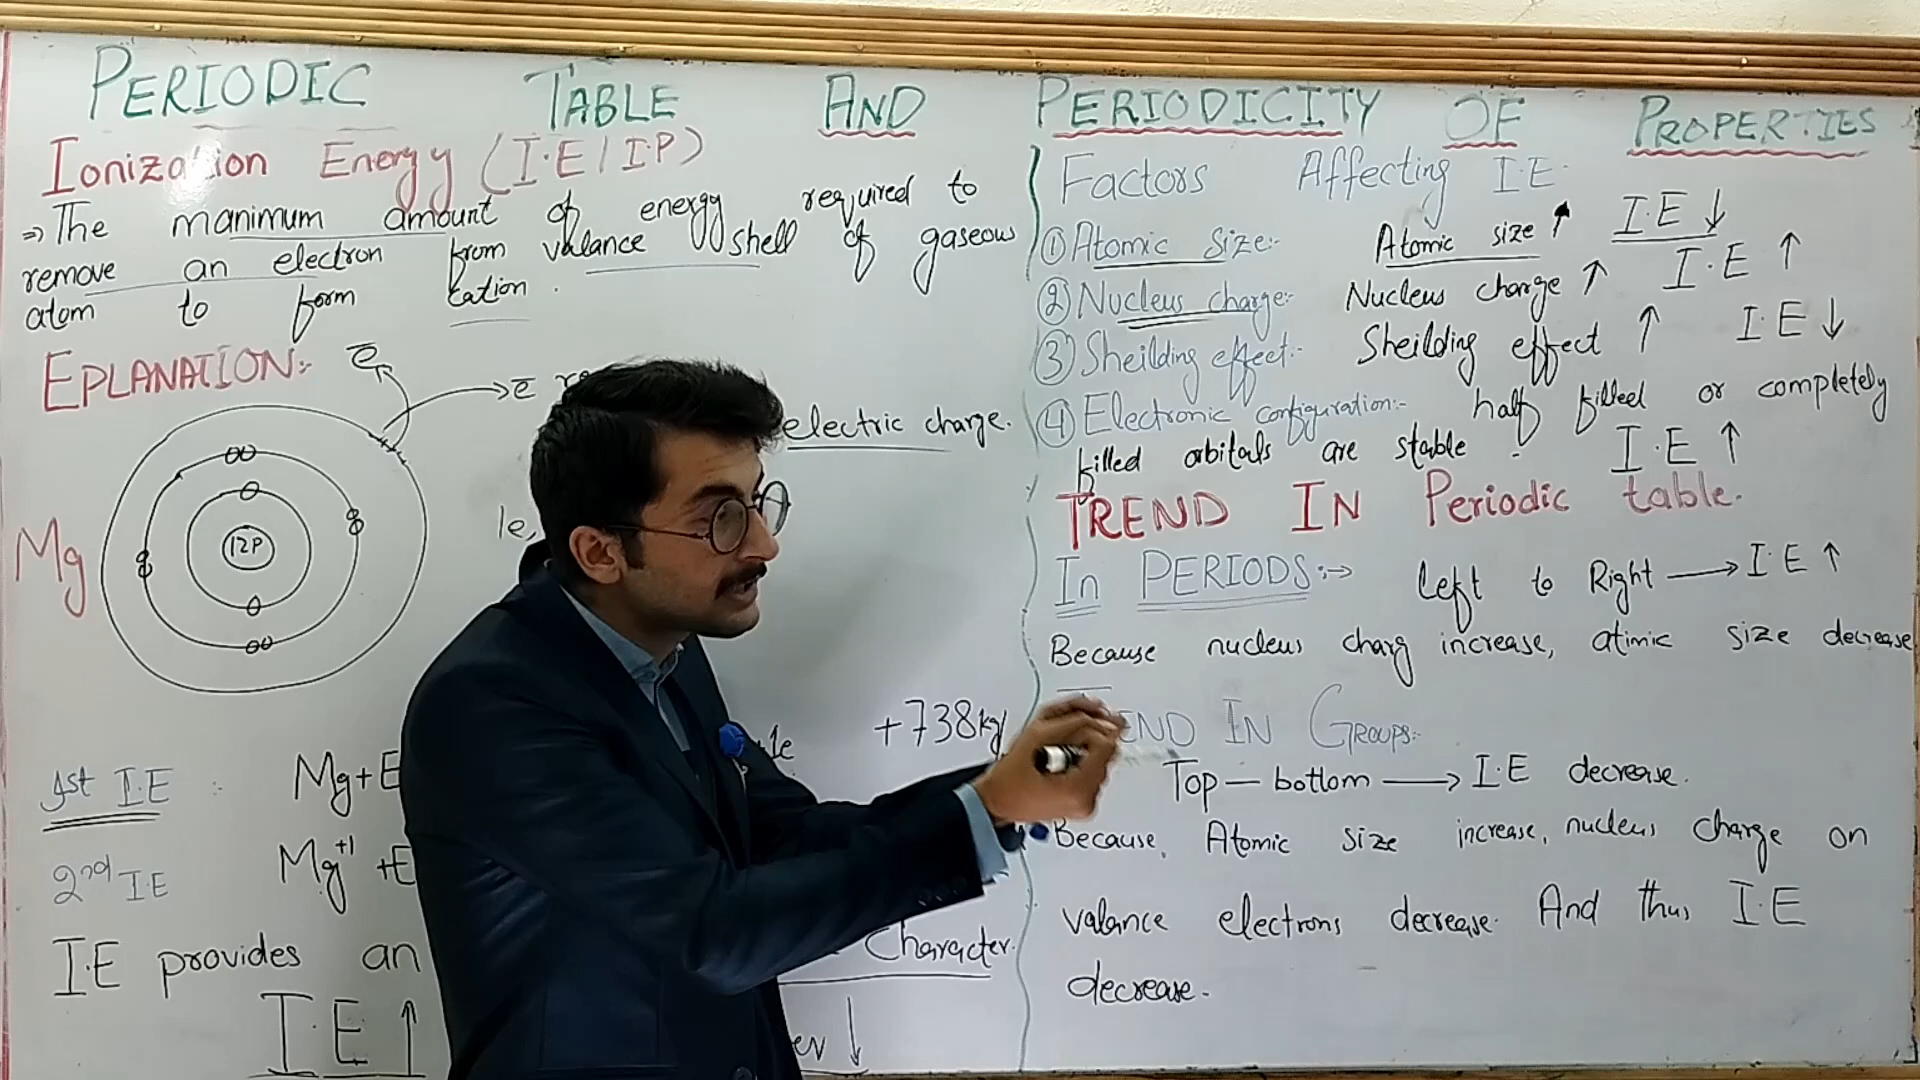 PERIODIC TABLE AND PERIODICITY OF PROPERTIES
Ionization Energy (I.E / I.P)
⇒ The manimum amount of energy required to
remove an electron from valance shell of gaseous
atom to form cation.
EPLANATION:-
e̅
e̅
electric charge.
Mg
12P
1e,
+738kj
1st I.E :
Mg + E
2nd I.E
Mg+1 + E
I.E provides an
Character.
I.E ↑
↓
Factors Affecting I.E.
① Atomic Size:- Atomic size ↑ I.E ↓
② Nucleus charge:- Nucleus charge ↑ I.E ↑
③ Sheilding effect:- Sheilding effect ↑ I.E ↓
④ Electronic configuration:- half filled or completely
filled orbitals are stable. I.E ↑
TREND IN Periodic table.
In PERIODS:→ Left to Right → I.E ↑
Because nucleus charg increase, atimic size decrease
IN GROUPS:-
Top — bottom → I.E decrease.
Because, Atomic size increase, nucleus charge on
valance electrons decrease. And thus I.E
decrease.